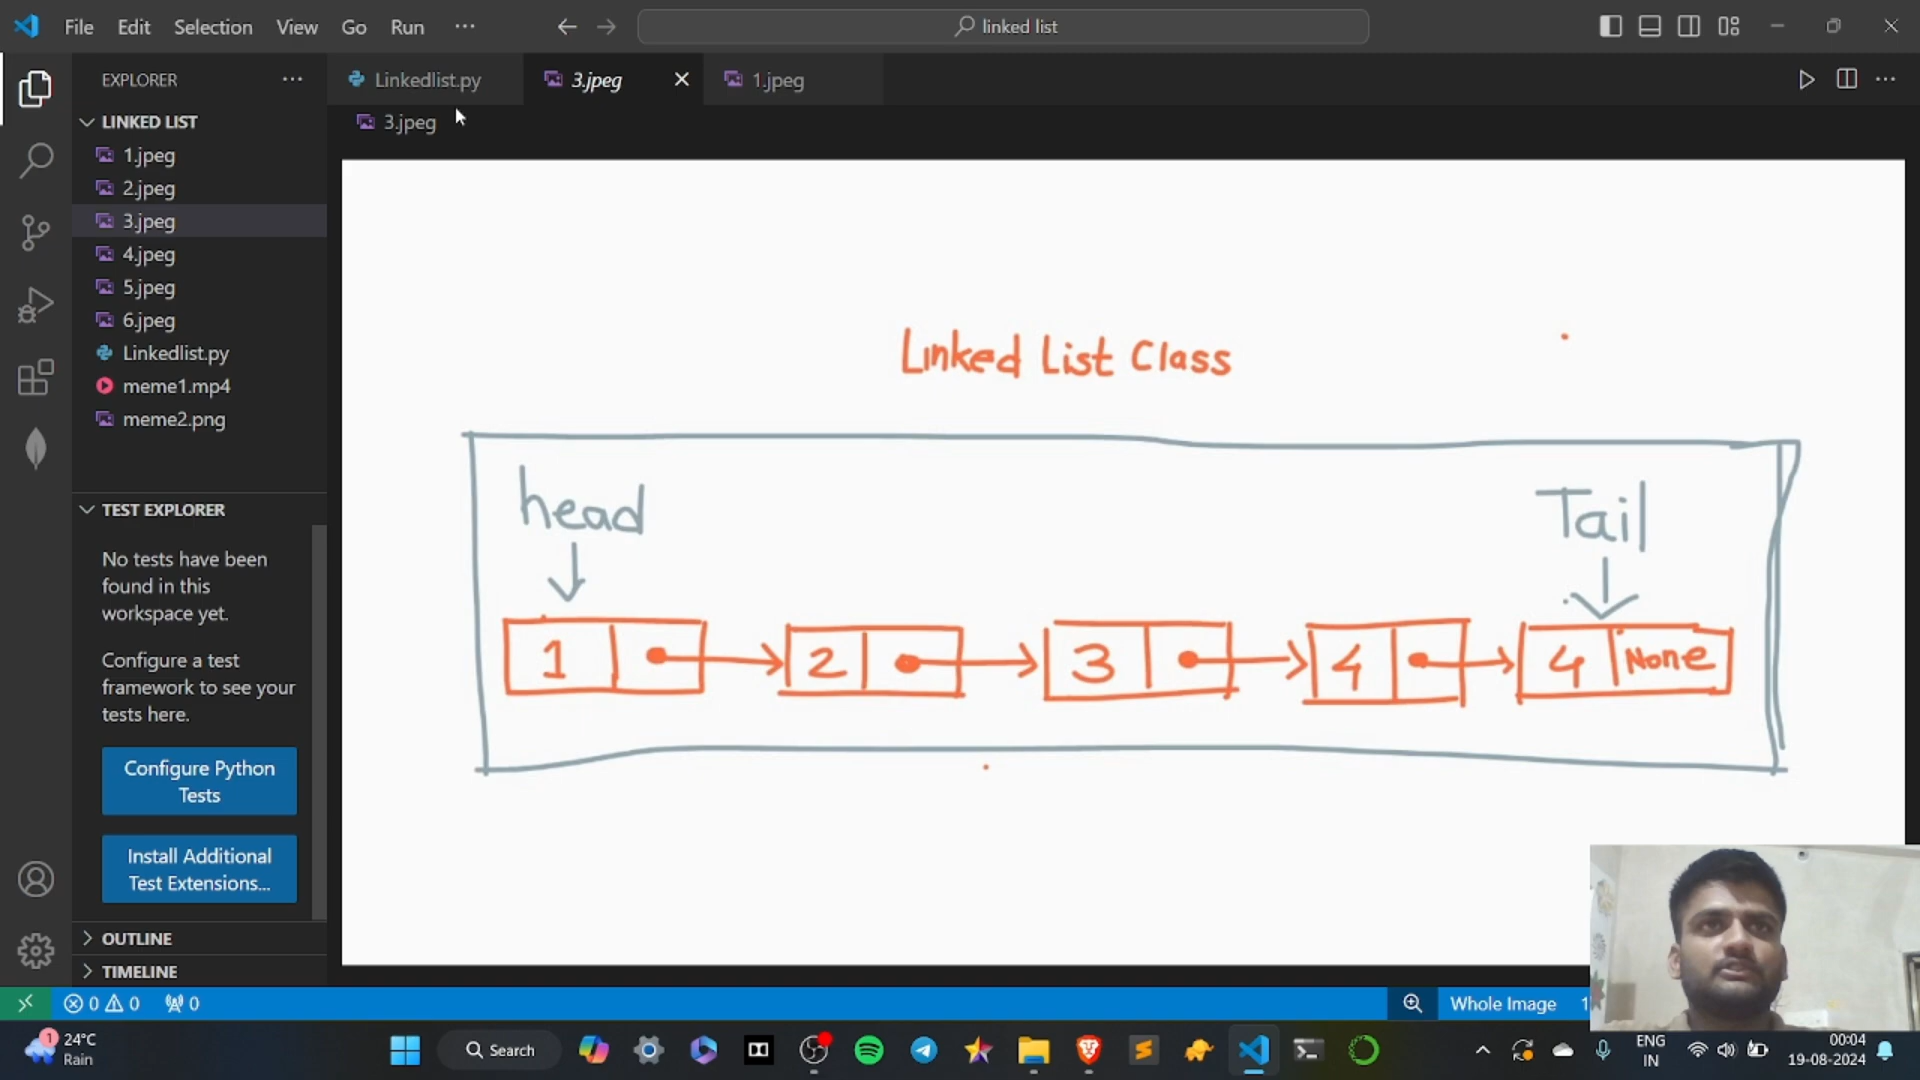 File Edit Selection View Go Run ···
linked list
EXPLORER ···
LINKED LIST
1.jpeg
2.jpeg
3.jpeg
4.jpeg
5.jpeg
6.jpeg
Linkedlist.py
meme1.mp4
meme2.png
TEST EXPLORER
No tests have been
found in this
workspace yet.
Configure a test
framework to see your
tests here.
Configure Python
Tests
Install Additional
Test Extensions...
OUTLINE
TIMELINE
Linkedlist.py 3.jpeg 1.jpeg
3.jpeg
Linked List Class
head Tail
1 2 3 4 4 None
0 0 0 Whole Image
1 24°C
Rain
Search
ENG
IN
00:04
19-08-2024